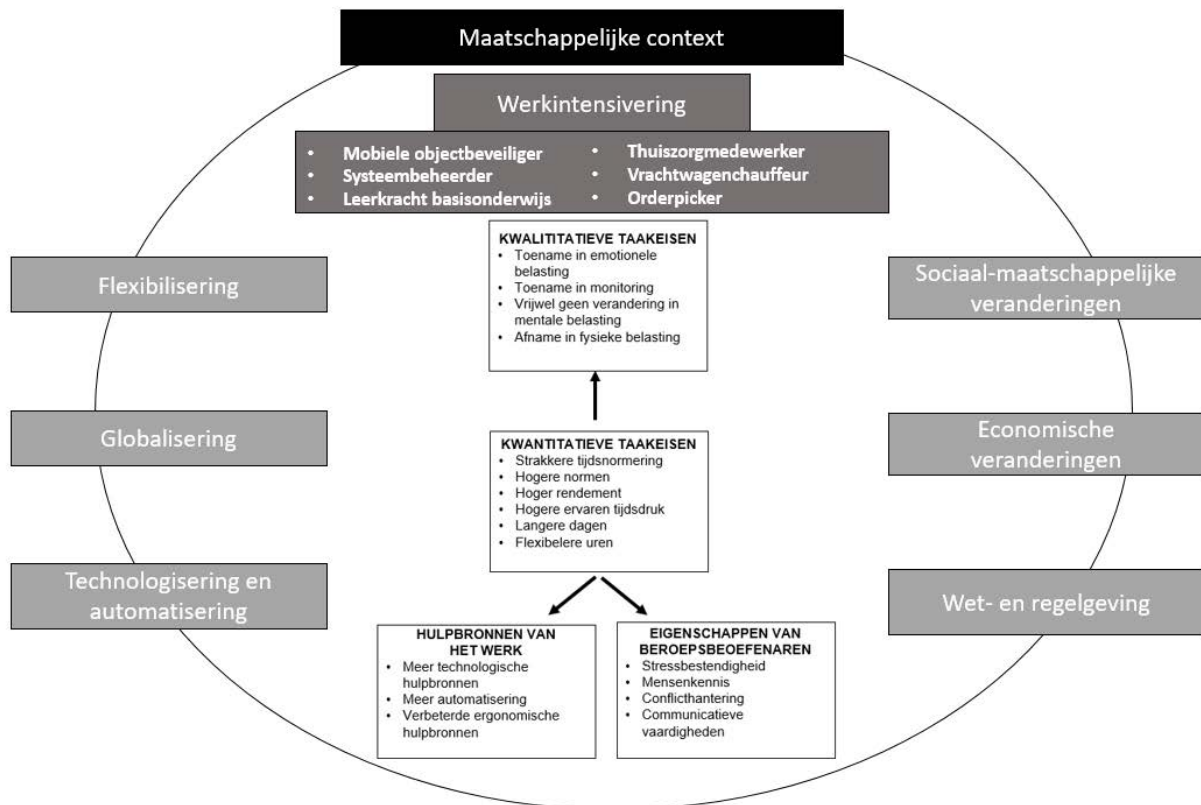 Maatschappelijke context
Werkintensivering
• Mobiele objectbeveiliger
• Systeembeheerder
• Leerkracht basisonderwijs
• Thuiszorgmedewerker
• Vrachtwagenchauffeur
• Orderpicker
Flexibilisering
Globalisering
Technologisering en
automatisering
KWALITITATIEVE TAAKEISEN
• Toename in emotionele
belasting
• Toename in monitoring
• Vrijwel geen verandering in
mentale belasting
• Afname in fysieke belasting
KWANTITATIEVE TAAKEISEN
• Strakkere tijdsnormering
• Hogere normen
• Hoger rendement
• Hogere ervaren tijdsdruk
• Langere dagen
• Flexibelere uren
HULPBRONNEN VAN
HET WERK
• Meer technologische
hulpbronnen
• Meer automatisering
• Verbeterde ergonomische
hulpbronnen
EIGENSCHAPPEN VAN
BEROEPSBEOEFENAREN
• Stressbestendigheid
• Mensenkennis
• Conflicthantering
• Communicatieve
vaardigheden
Sociaal-maatschappelijke
veranderingen
Economische
veranderingen
Wet- en regelgeving